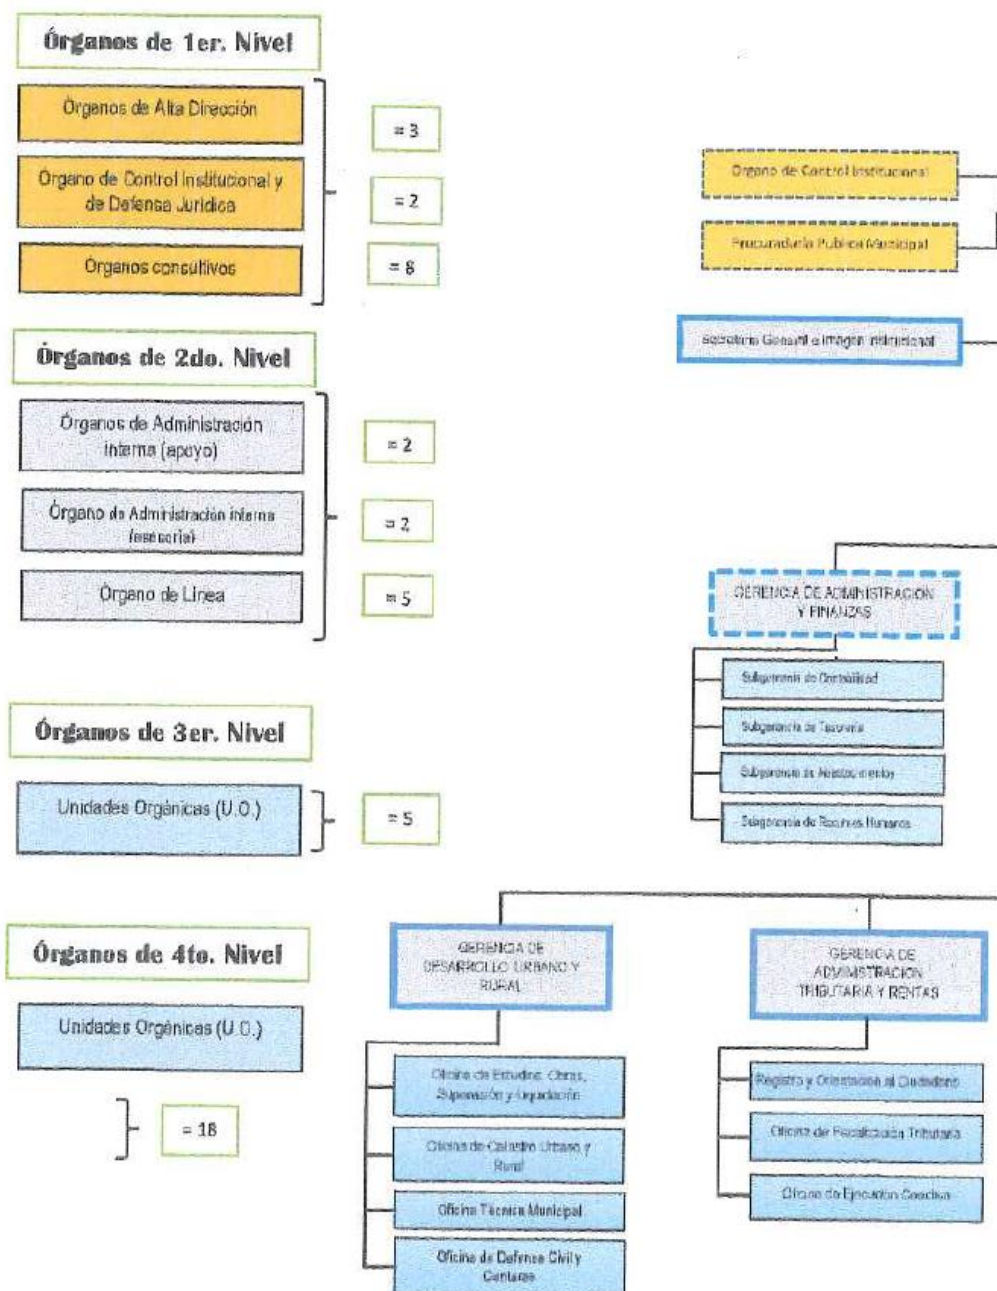 Órganos de 1er. Nivel
Órganos de Alta Dirección
= 3
Órgano de Control Institucional y
de Defensa Jurídica
= 2
Órganos consultivos
= 8
Órgano de Control Institucional
Procuraduría Publica Municipal
Secretaria General e Imagen Institucional
Órganos de 2do. Nivel
Órganos de Administración
interna (apoyo)
= 2
Órgano de Administración interna
(asesoria)
= 2
Órgano de Línea
= 5
GERENCIA DE ADMINISTRACION
Y FINANZAS
Subgerencia de Contabilidad
Subgerencia de Tesorería
Subgerencia de Abastecimientos
Subgerencia de Recursos Humanos
Órganos de 3er. Nivel
Unidades Orgánicas (U.O.)
= 5
Órganos de 4to. Nivel
Unidades Orgánicas (U.O.)
= 18
GERENCIA DE
DESARROLLO URBANO Y
RURAL
Oficina de Estudios, Obras,
Supervisión y Liquidación
Oficina de Catastro Urbano y
Rural
Oficina Técnica Municipal
Oficina de Defensa Civil y
GERENCIA DE
ADMINISTRACION
TRIBUTARIA Y RENTAS
Registro y Orientación al Ciudadano
Oficina de Fiscalización Tributaria
Oficina de Ejecución Coactiva